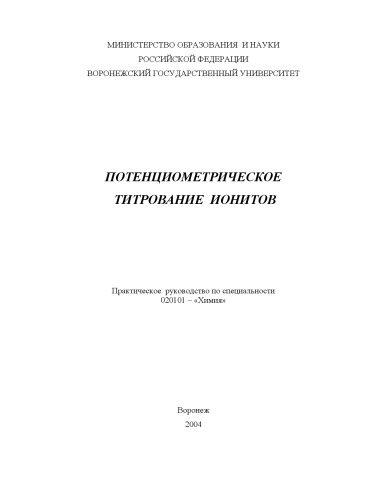 МИНИСТЕРСТВО ОБРАЗОВАНИЯ И НАУКИ
РОССИЙСКОЙ ФЕДЕРАЦИИ
ВОРОНЕЖСКИЙ ГОСУДАРСТВЕННЫЙ УНИВЕРСИТЕТ
ПОТЕНЦИОМЕТРИЧЕСКОЕ
ТИТРОВАНИЕ ИОНИТОВ
Практическое руководство по специальности
020101 – «Химия»
Воронеж
2004